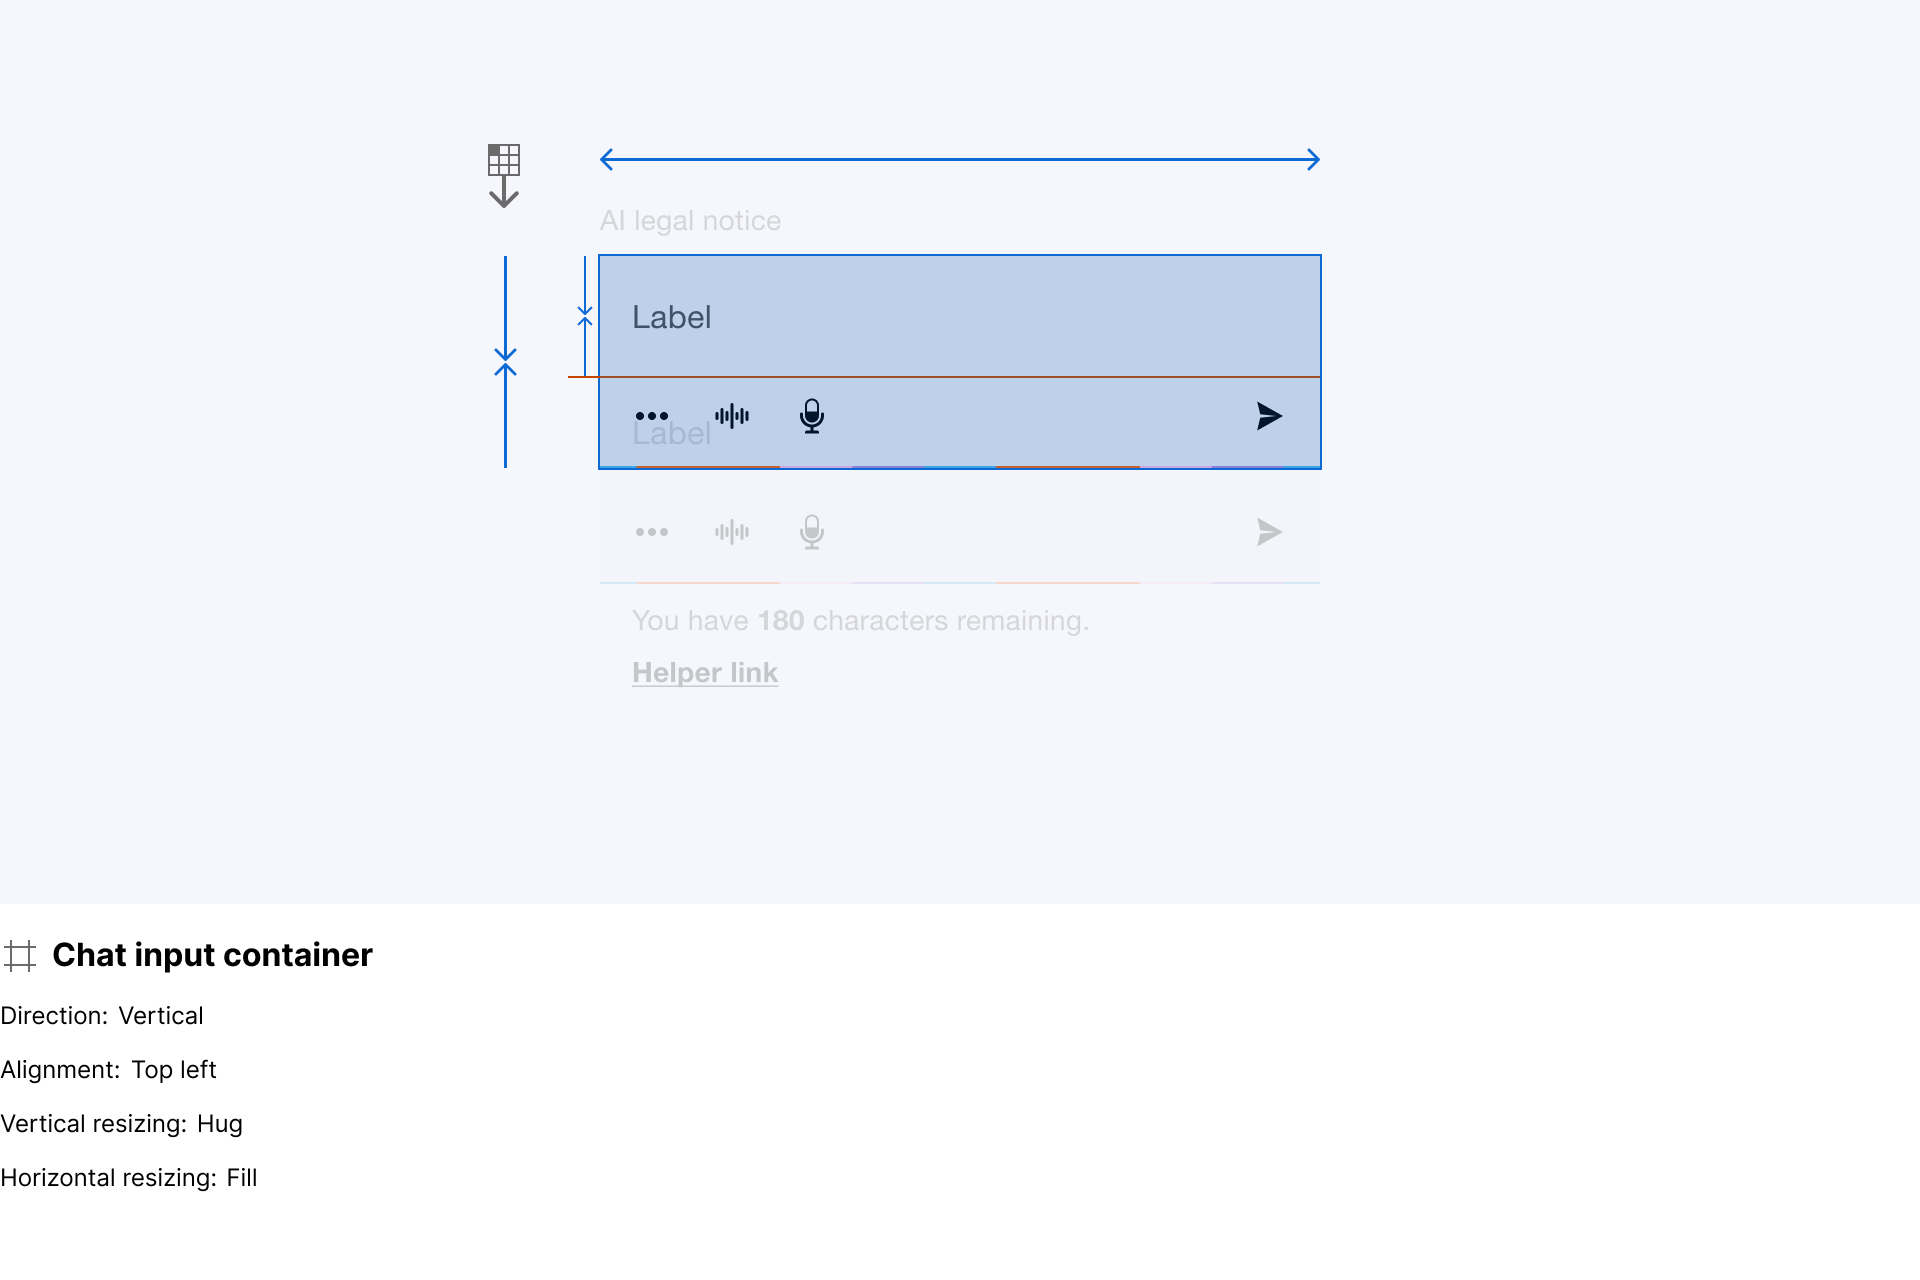 AI legal notice
Label
Label
You have 180 characters remaining.
Helper link
Chat input container
Direction: Vertical
Alignment: Top left
Vertical resizing: Hug
Horizontal resizing: Fill